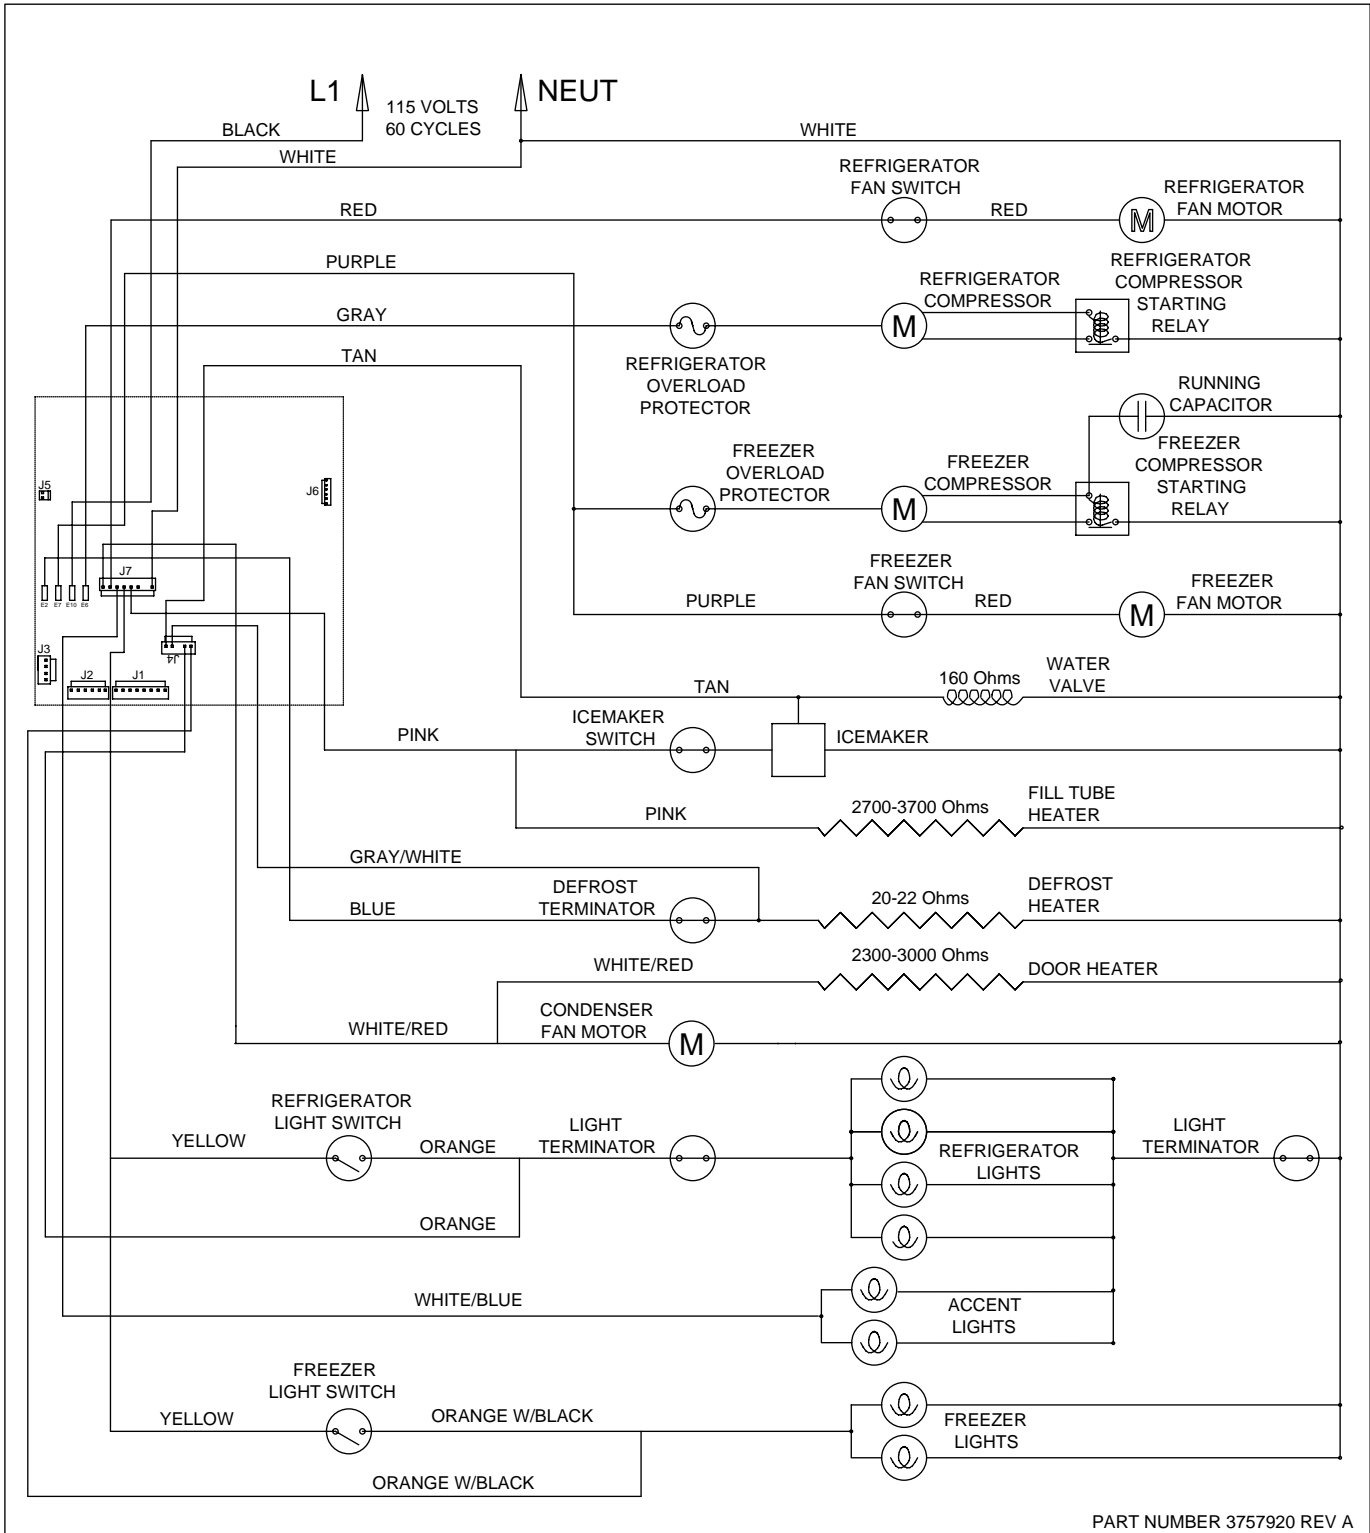 L1
115 VOLTS
60 CYCLES
NEUT
BLACK
WHITE
WHITE
REFRIGERATOR
FAN SWITCH
REFRIGERATOR
FAN MOTOR
RED
RED
M
PURPLE
REFRIGERATOR
COMPRESSOR
REFRIGERATOR
COMPRESSOR
STARTING
RELAY
GRAY
M
TAN
REFRIGERATOR
OVERLOAD
PROTECTOR
RUNNING
CAPACITOR
FREEZER
OVERLOAD
PROTECTOR
FREEZER
COMPRESSOR
FREEZER
COMPRESSOR
STARTING
RELAY
M
J5
J6
J7
E2
E7
E10
E6
FREEZER
FAN SWITCH
FREEZER
FAN MOTOR
PURPLE
RED
M
J4
J3
J2
J1
TAN
160 Ohms
WATER
VALVE
PINK
ICEMAKER
SWITCH
ICEMAKER
PINK
2700-3700 Ohms
FILL TUBE
HEATER
GRAY/WHITE
BLUE
DEFROST
TERMINATOR
20-22 Ohms
DEFROST
HEATER
WHITE/RED
2300-3000 Ohms
DOOR HEATER
WHITE/RED
CONDENSER
FAN MOTOR
M
REFRIGERATOR
LIGHT SWITCH
YELLOW
ORANGE
LIGHT
TERMINATOR
REFRIGERATOR
LIGHTS
LIGHT
TERMINATOR
ORANGE
WHITE/BLUE
ACCENT
LIGHTS
FREEZER
LIGHT SWITCH
YELLOW
ORANGE W/BLACK
FREEZER
LIGHTS
ORANGE W/BLACK
PART NUMBER 3757920 REV A